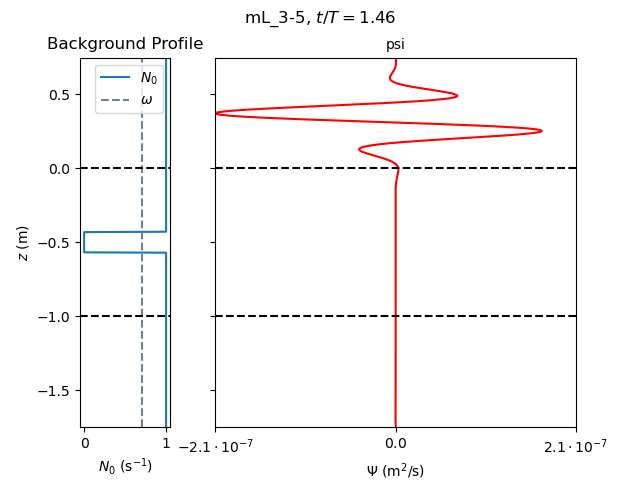 mL_3-5, t/T = 1.46
Background Profile
psi
N₀
ω
0.5
0.0
−0.5
−1.0
−1.5
z (m)
0 1
N₀ (s⁻¹)
−2.1 · 10⁻⁷ 0.0 2.1 · 10⁻⁷
Ψ (m²/s)